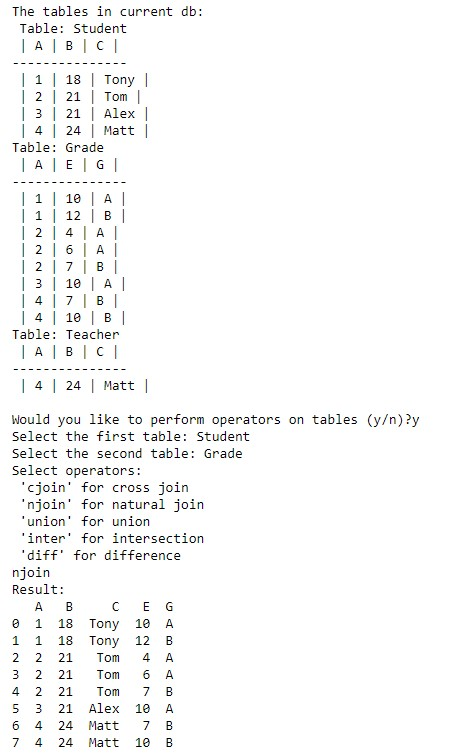 The tables in current db:
Table: Student
| A | B | C |
---------------
| 1 | 18 | Tony |
| 2 | 21 | Tom |
| 3 | 21 | Alex |
| 4 | 24 | Matt |
Table: Grade
| A | E | G |
---------------
| 1 | 10 | A |
| 1 | 12 | B |
| 2 | 4 | A |
| 2 | 6 | A |
| 2 | 7 | B |
| 3 | 10 | A |
| 4 | 7 | B |
| 4 | 10 | B |
Table: Teacher
| A | B | C |
---------------
| 4 | 24 | Matt |
Would you like to perform operators on tables (y/n)?y
Select the first table: Student
Select the second table: Grade
Select operators:
'cjoin' for cross join
'njoin' for natural join
'union' for union
'inter' for intersection
'diff' for difference
njoin
Result:
A B C E G
0 1 18 Tony 10 A
1 1 18 Tony 12 B
2 2 21 Tom 4 A
3 2 21 Tom 6 A
4 2 21 Tom 7 B
5 3 21 Alex 10 A
6 4 24 Matt 7 B
7 4 24 Matt 10 B